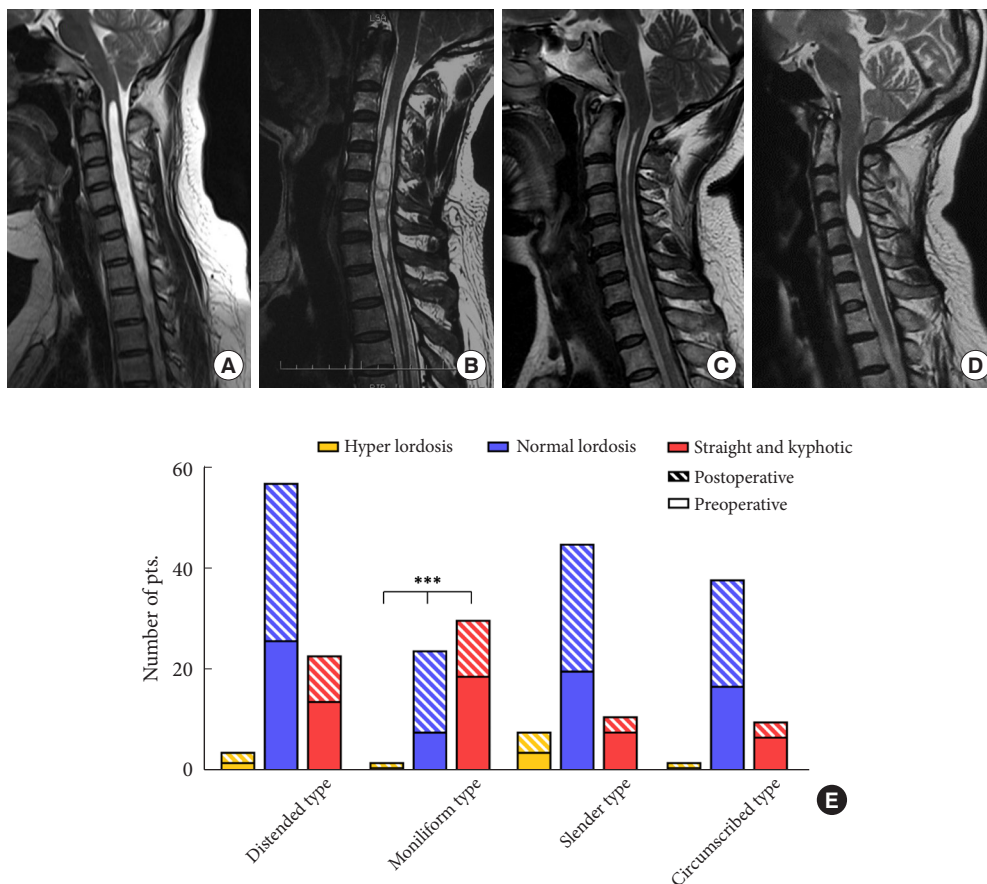 A
B
C
D
Hyper lordosis
Normal lordosis
Straight and kyphotic
Postoperative
Preoperative
Number of pts.
60
40
20
0
***
Distended type
Moniliform type
Slender type
Circumscribed type
E